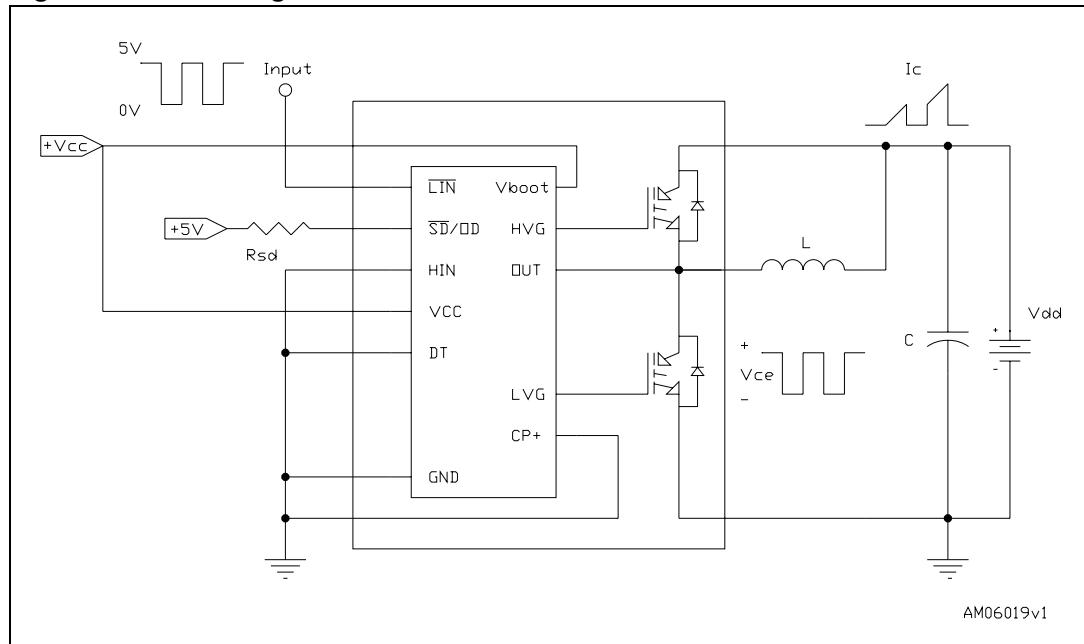 5V
Input
0V
Ic
+Vcc
LIN
Vboot
+5V
SD/OD
HVG
Rsd
L
HIN
OUT
VCC
Vdd
DT
C
+
Vce
-
LVG
CP+
GND
+
-
AM06019v1